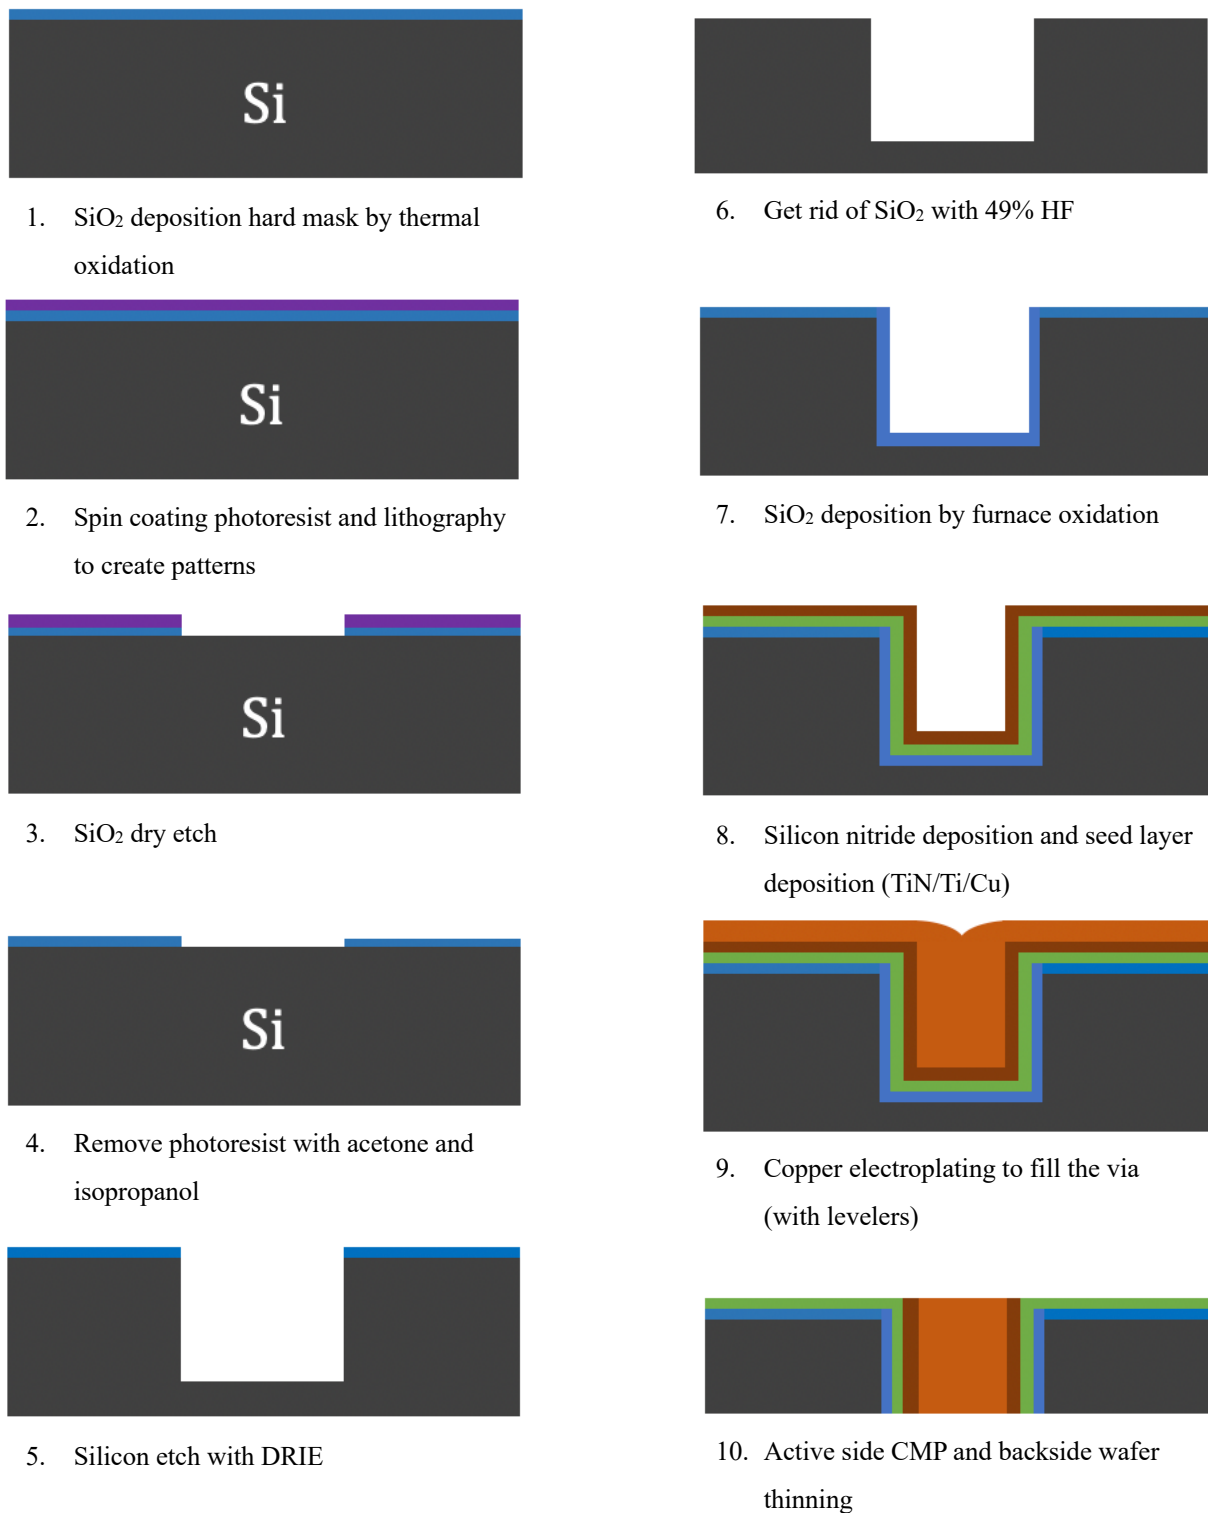 Si
1. SiO₂ deposition hard mask by thermal
oxidation
Si
2. Spin coating photoresist and lithography
to create patterns
Si
3. SiO₂ dry etch
Si
4. Remove photoresist with acetone and
isopropanol
5. Silicon etch with DRIE
6. Get rid of SiO₂ with 49% HF
7. SiO₂ deposition by furnace oxidation
8. Silicon nitride deposition and seed layer
deposition (TiN/Ti/Cu)
9. Copper electroplating to fill the via
(with levelers)
10. Active side CMP and backside wafer
thinning